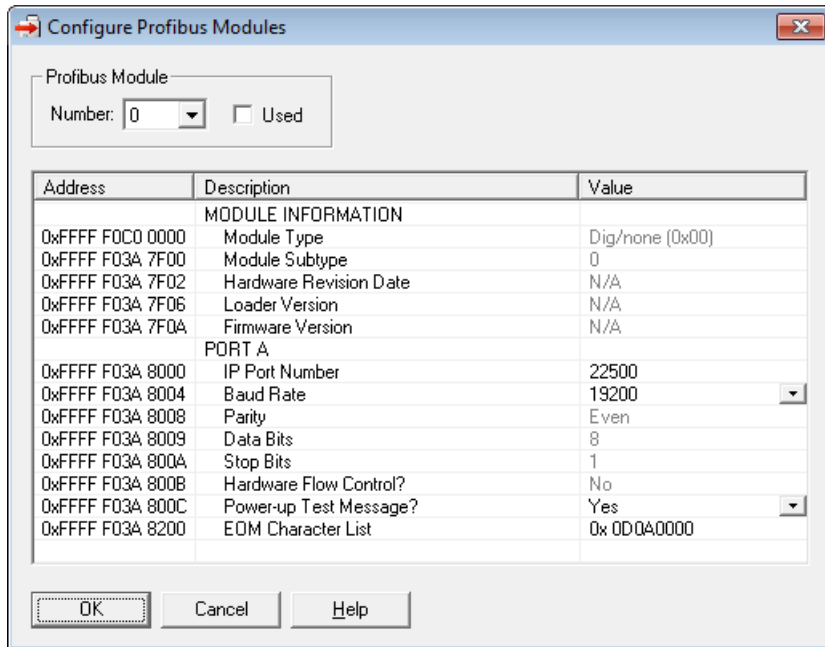 Configure Profibus Modules
Profibus Module
Number: 0 Used
Address Description Value
MODULE INFORMATION
0xFFFF F0C0 0000 Module Type Dig/none (0x00)
0xFFFF F03A 7F00 Module Subtype 0
0xFFFF F03A 7F02 Hardware Revision Date N/A
0xFFFF F03A 7F06 Loader Version N/A
0xFFFF F03A 7F0A Firmware Version N/A
PORT A
0xFFFF F03A 8000 IP Port Number 22500
0xFFFF F03A 8004 Baud Rate 19200
0xFFFF F03A 8008 Parity Even
0xFFFF F03A 8009 Data Bits 8
0xFFFF F03A 800A Stop Bits 1
0xFFFF F03A 800B Hardware Flow Control? No
0xFFFF F03A 800C Power-up Test Message? Yes
0xFFFF F03A 8200 EOM Character List 0x 0D0A0000
OK Cancel Help